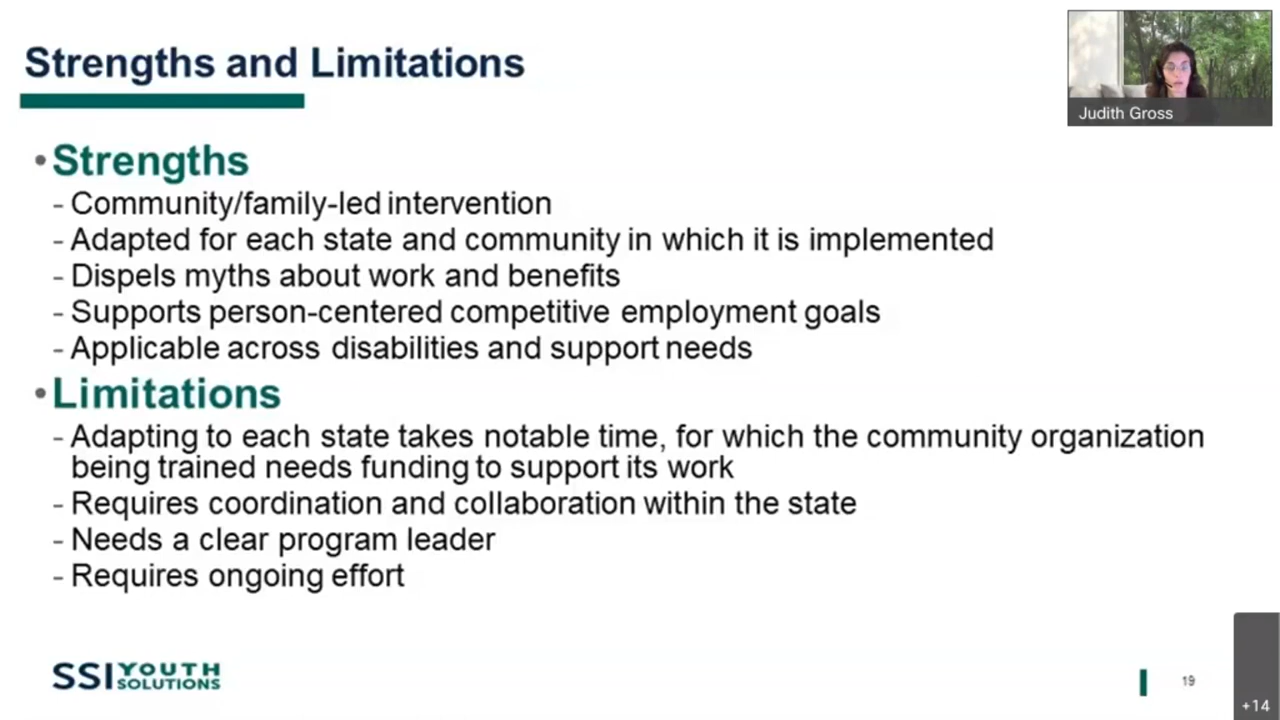 Strengths and Limitations
Judith Gross
• Strengths
- Community/family-led intervention
- Adapted for each state and community in which it is implemented
- Dispels myths about work and benefits
- Supports person-centered competitive employment goals
- Applicable across disabilities and support needs
• Limitations
- Adapting to each state takes notable time, for which the community organization
being trained needs funding to support its work
- Requires coordination and collaboration within the state
- Needs a clear program leader
- Requires ongoing effort
SSI YOUTH
SOLUTIONS
19
+14